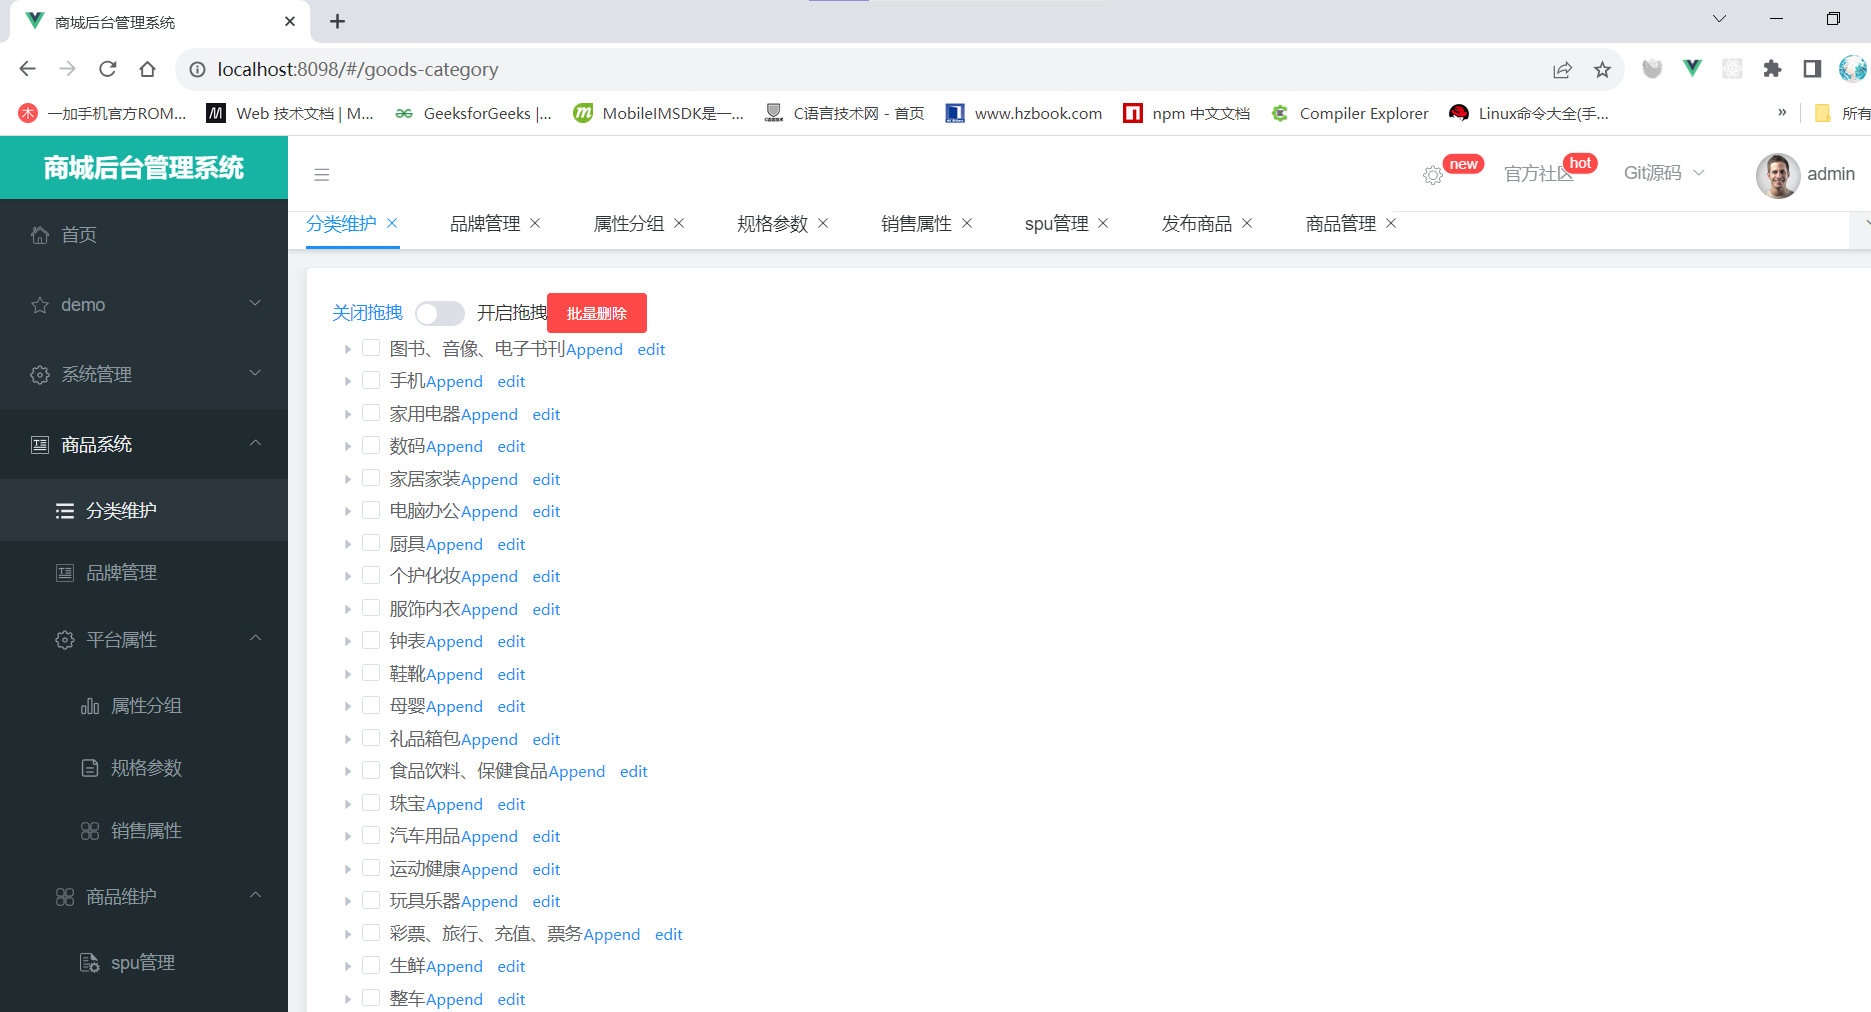 商城后台管理系统
localhost:8098/#/goods-category
一加手机官方ROM...
Web 技术文档 | M...
GeeksforGeeks |...
MobileIMSDK是一...
C语言技术网 - 首页
www.hzbook.com
npm 中文文档
Compiler Explorer
Linux命令大全(手...
»
所有
商城后台管理系统
new
官方社区
hot
Git源码
admin
首页
demo
系统管理
商品系统
分类维护
品牌管理
平台属性
属性分组
规格参数
销售属性
商品维护
spu管理
分类维护
品牌管理
属性分组
规格参数
销售属性
spu管理
发布商品
商品管理
关闭拖拽 开启拖拽 批量删除
图书、音像、电子书刊Append edit
手机Append edit
家用电器Append edit
数码Append edit
家居家装Append edit
电脑办公Append edit
厨具Append edit
个护化妆Append edit
服饰内衣Append edit
钟表Append edit
鞋靴Append edit
母婴Append edit
礼品箱包Append edit
食品饮料、保健食品Append edit
珠宝Append edit
汽车用品Append edit
运动健康Append edit
玩具乐器Append edit
彩票、旅行、充值、票务Append edit
生鲜Append edit
整车Append edit